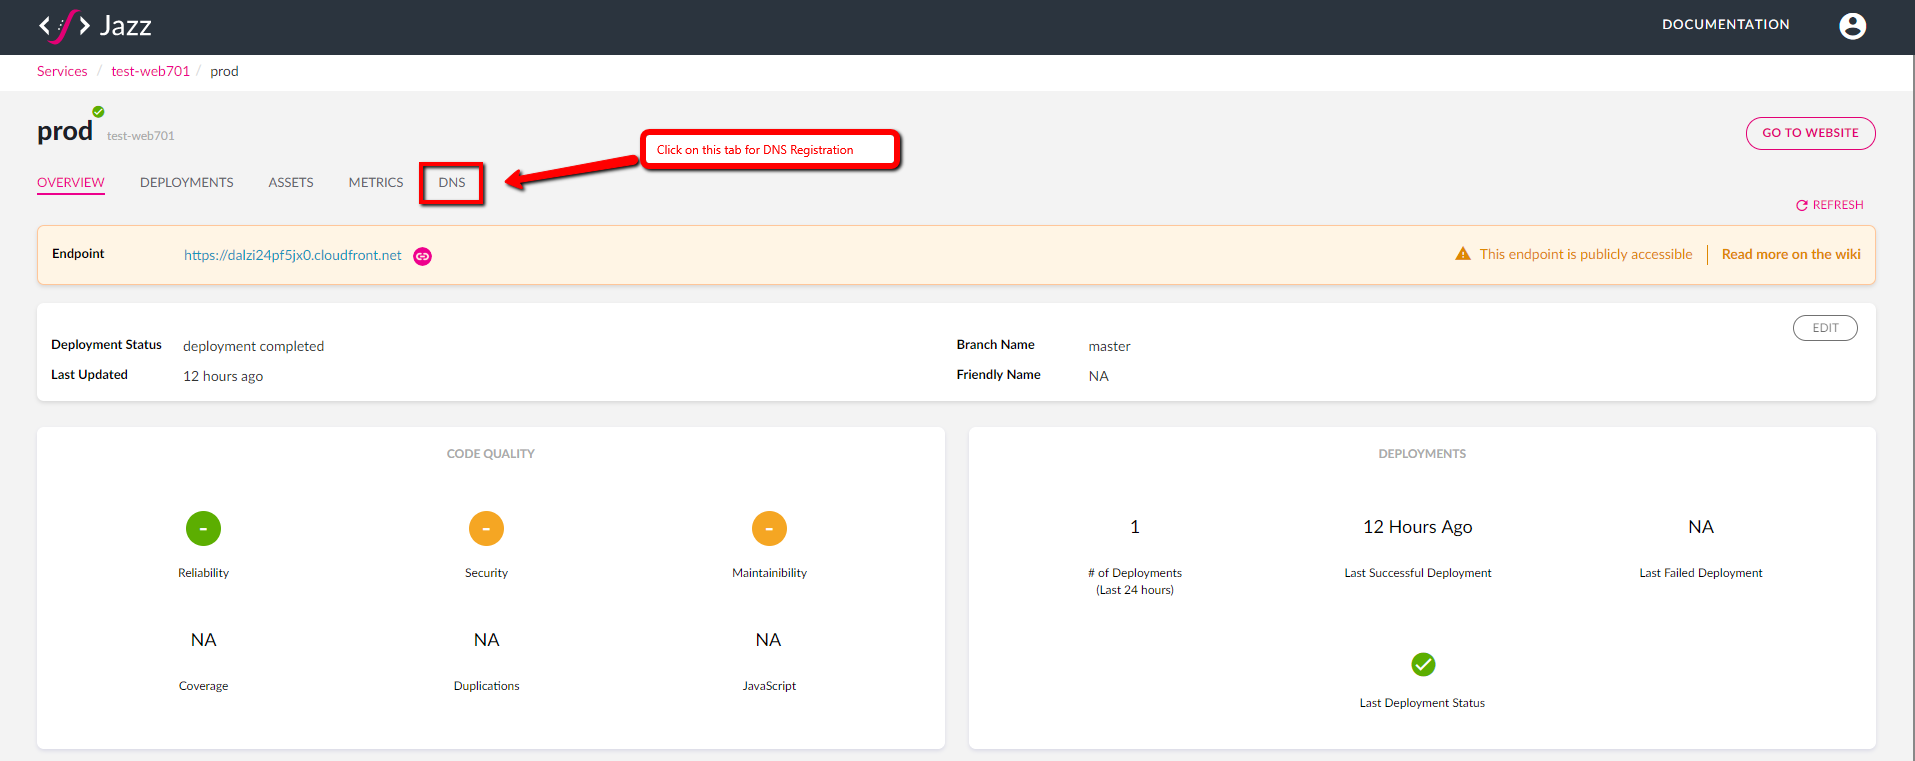 Jazz
DOCUMENTATION
Services / test-web701 / prod
prod test-web701
GO TO WEBSITE
Click on this tab for DNS Registration
OVERVIEW DEPLOYMENTS ASSETS METRICS DNS
REFRESH
Endpoint https://dalzi24pf5jx0.cloudfront.net This endpoint is publicly accessible Read more on the wiki
EDIT
Deployment Status deployment completed Branch Name master
Last Updated 12 hours ago Friendly Name NA
CODE QUALITY
- - -
Reliability Security Maintainibility
NA NA NA
Coverage Duplications JavaScript
DEPLOYMENTS
1 12 Hours Ago NA
# of Deployments Last Successful Deployment Last Failed Deployment
(Last 24 hours)
Last Deployment Status